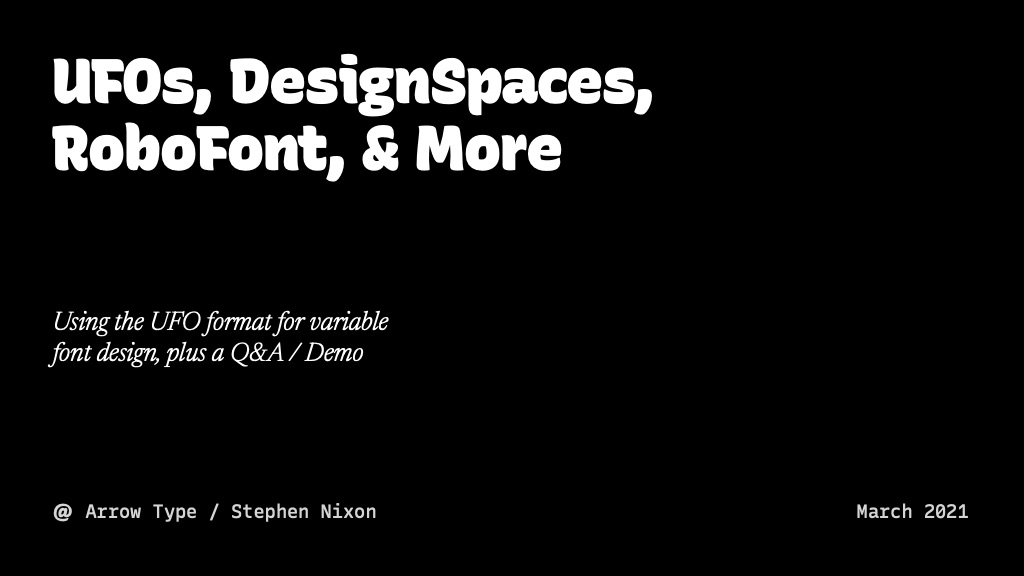 UFOs, DesignSpaces,
RoboFont, & More
Using the UFO format for variable
font design, plus a Q&A / Demo
@ Arrow Type / Stephen Nixon
March 2021